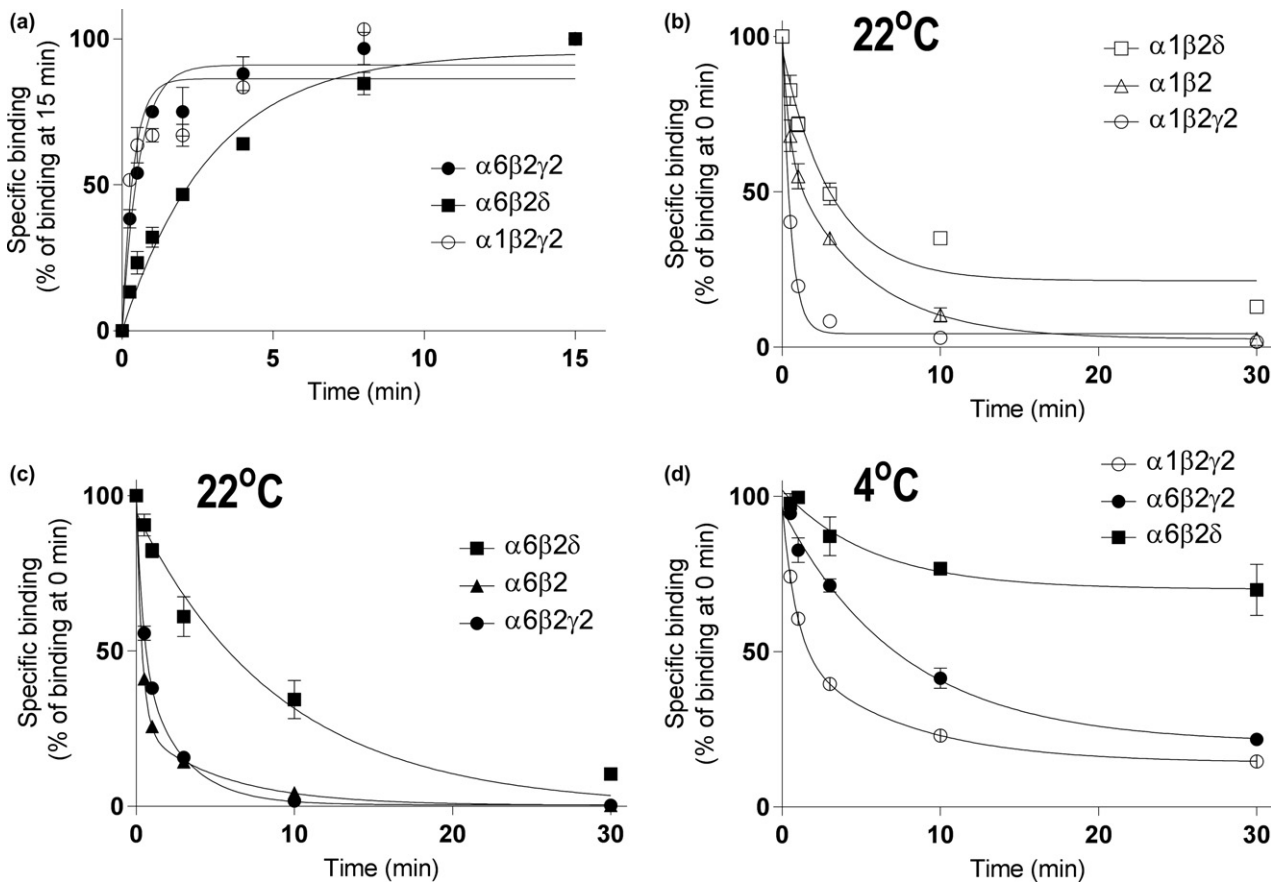 (a)
Specific binding
(% of binding at 15 min)
100
50
0
α6β2γ2
α6β2δ
α1β2γ2
0 5 10 15
Time (min)
(b)
22°C
Specific binding
(% of binding at 0 min)
100
50
0
α1β2δ
α1β2
α1β2γ2
0 10 20 30
Time (min)
(c)
22°C
Specific binding
(% of binding at 0 min)
100
50
0
α6β2δ
α6β2
α6β2γ2
0 10 20 30
Time (min)
(d)
4°C
Specific binding
(% of binding at 0 min)
100
50
0
α1β2γ2
α6β2γ2
α6β2δ
0 10 20 30
Time (min)